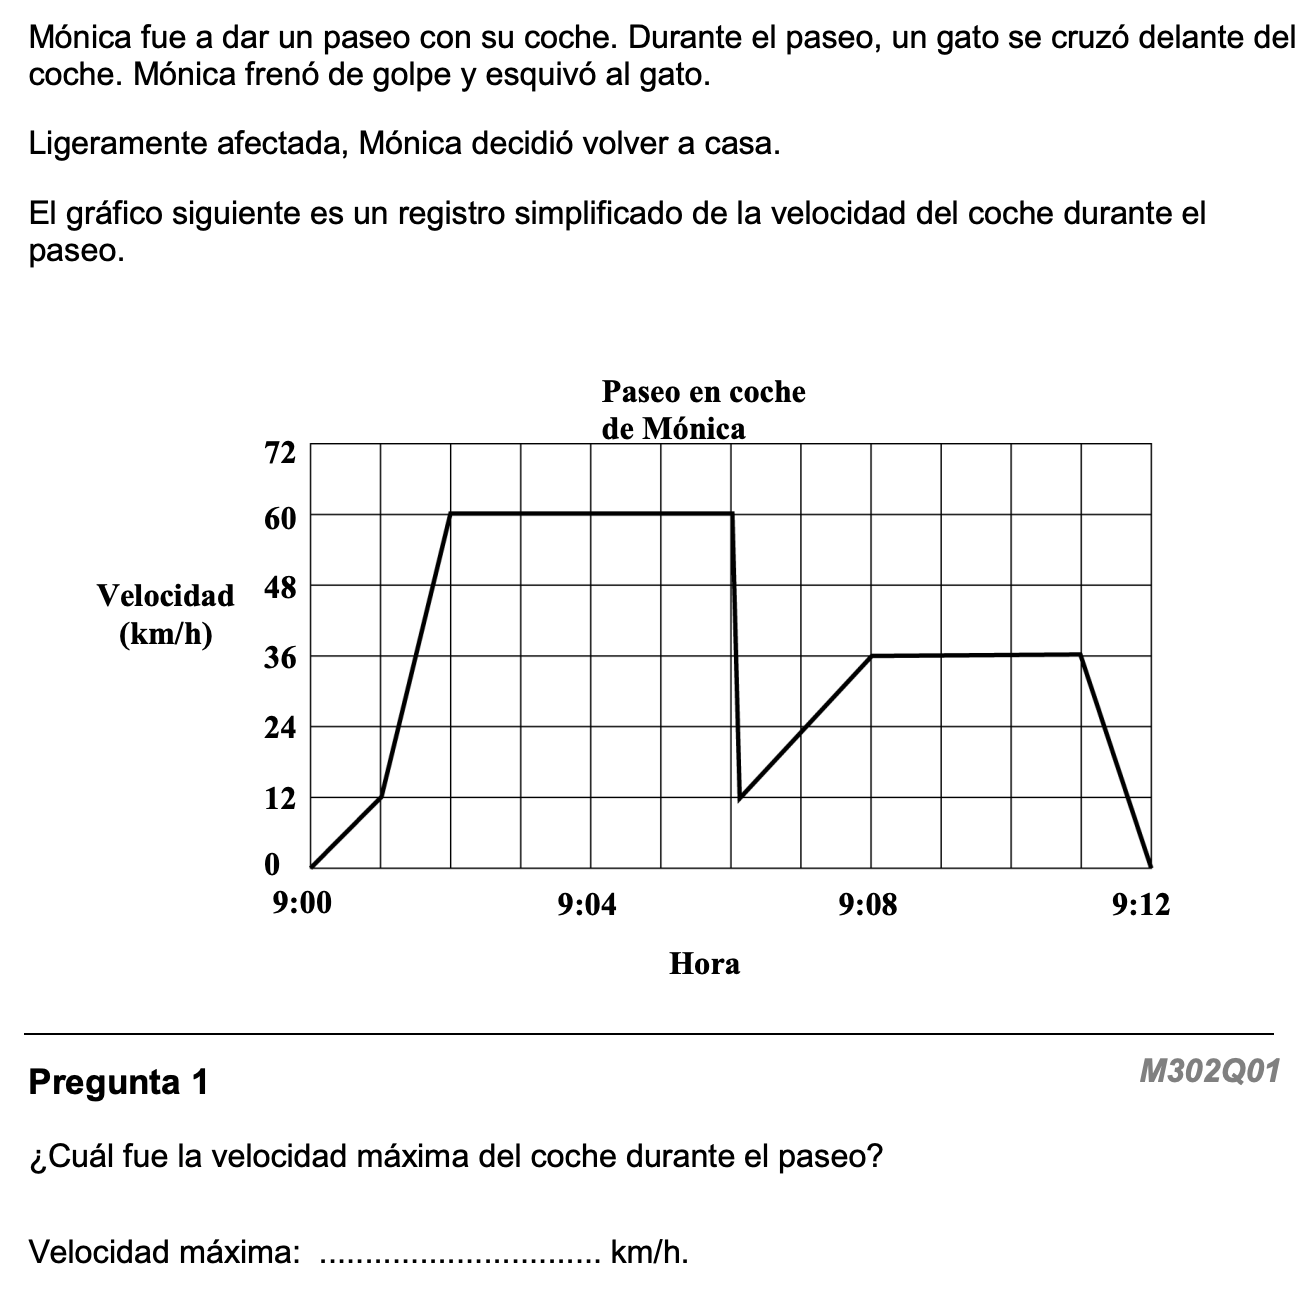 Mónica fue a dar un paseo con su coche. Durante el paseo, un gato se cruzó delante del
coche. Mónica frenó de golpe y esquivó al gato.
Ligeramente afectada, Mónica decidió volver a casa.
El gráfico siguiente es un registro simplificado de la velocidad del coche durante el
paseo.
Paseo en coche
de Mónica
72
60
Velocidad
(km/h)
48
36
24
12
0
9:00 9:04 9:08 9:12
Hora
Pregunta 1 M302Q01
¿Cuál fue la velocidad máxima del coche durante el paseo?
Velocidad máxima: ............................... km/h.